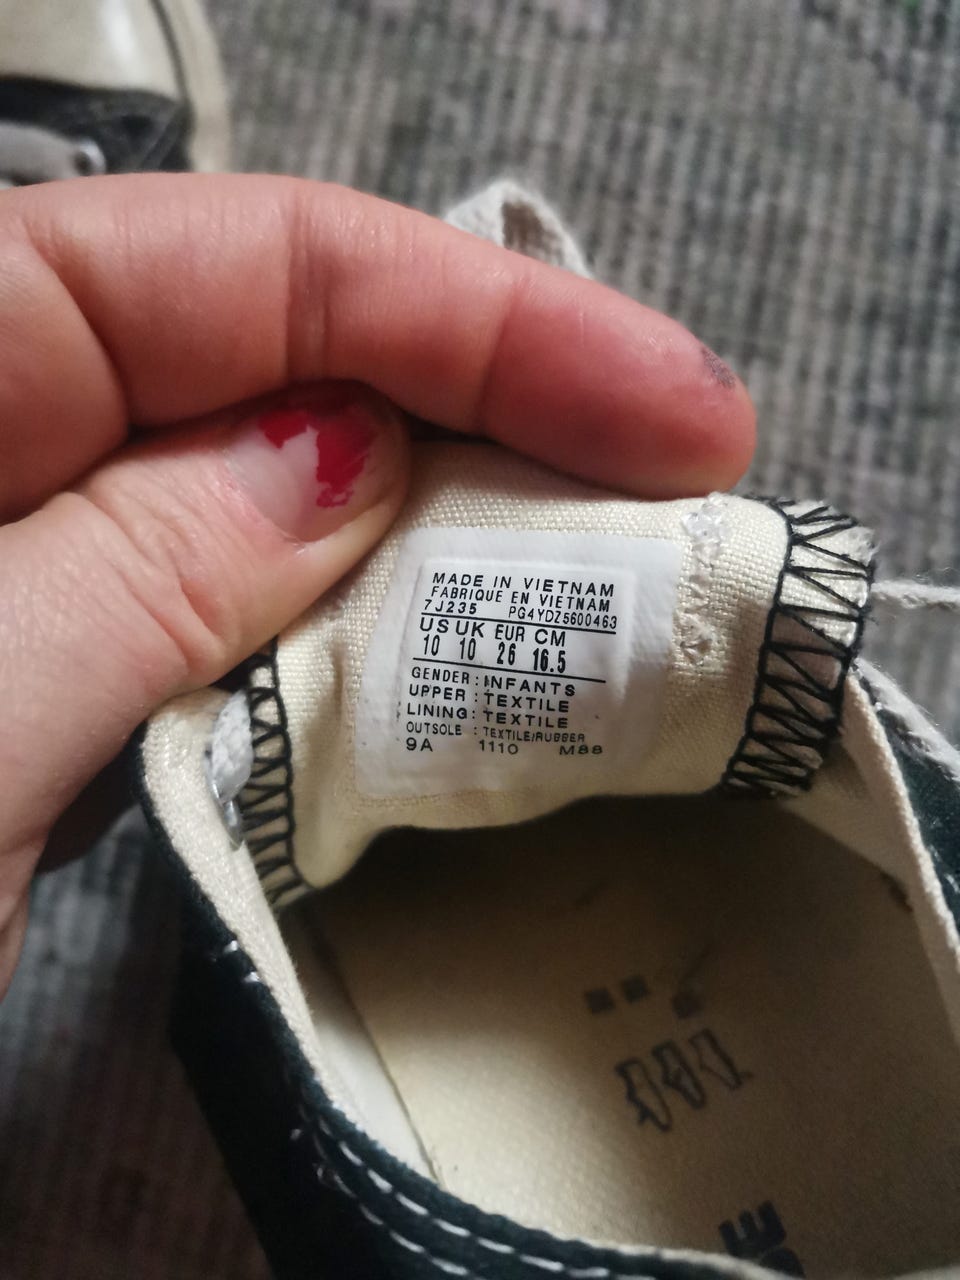 MADE IN VIETNAM
FABRIQUE EN VIETNAM
7J235 PG4YDZ5600463
US UK EUR CM
10 10 26 16.5
GENDER : INFANTS
UPPER : TEXTILE
LINING : TEXTILE
OUTSOLE : TEXTILE/RUBBER
9A 1110 M88